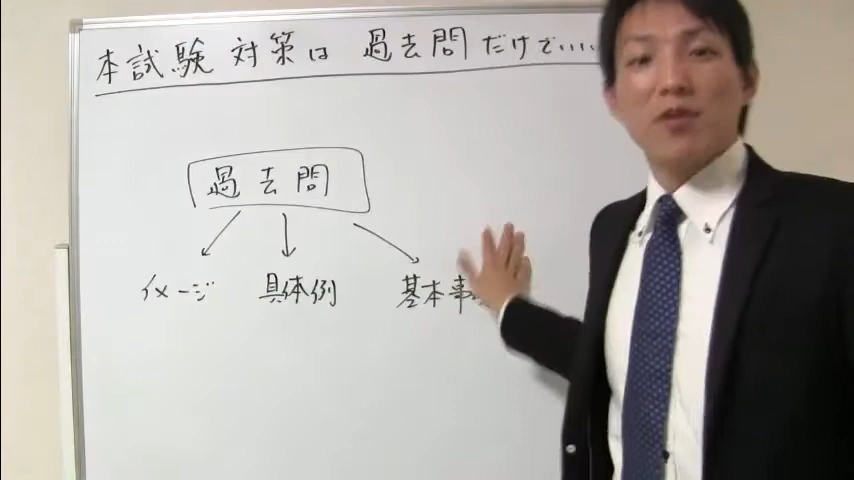 本試験対策は 過去問だけで……
過去問
イメージ 具体例 基本事